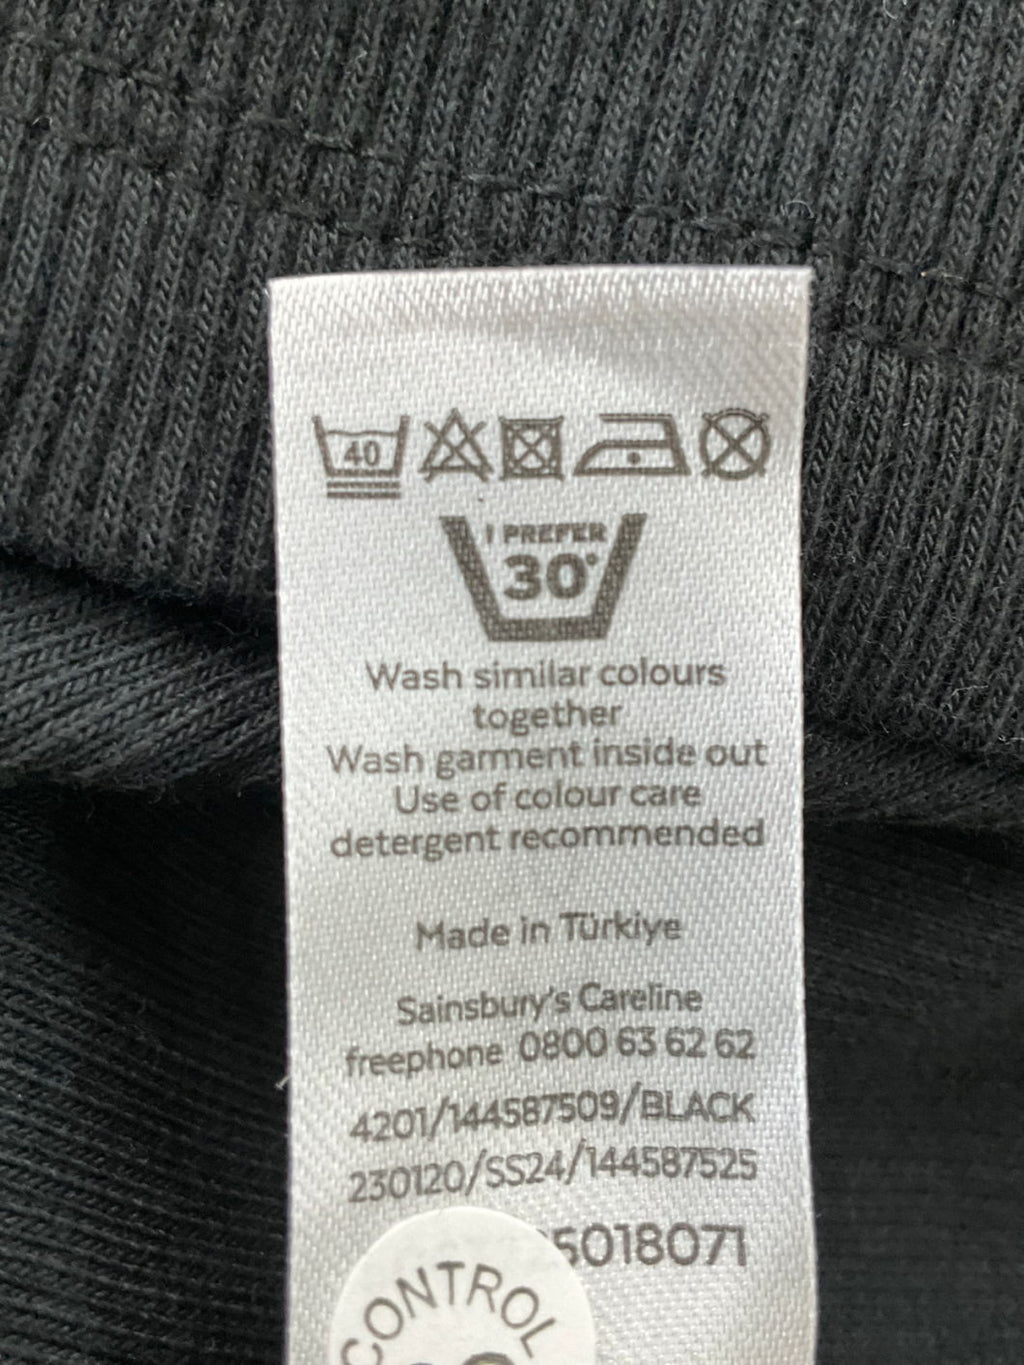 40
I PREFER
30°
Wash similar colours
together
Wash garment inside out
Use of colour care
detergent recommended
Made in Türkiye
Sainsbury's Careline
freephone 0800 63 62 62
4201/144587509/BLACK
230120/SS24/144587525
5018071
CONTROL